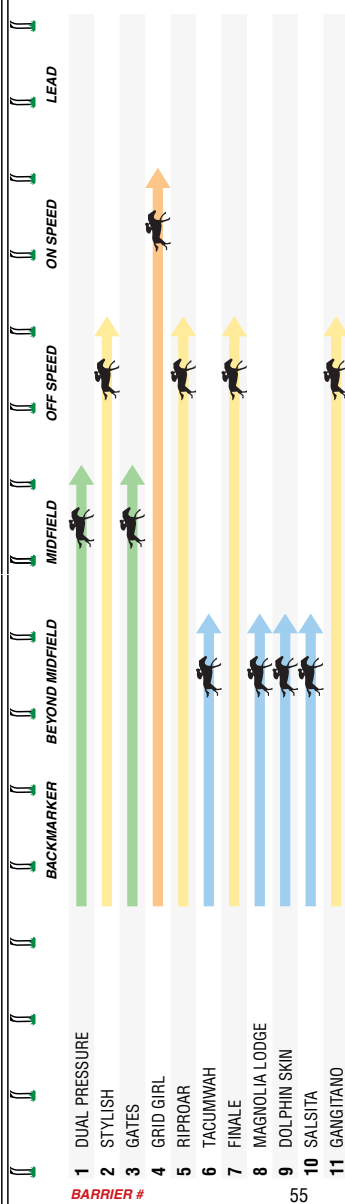 LEAD
ON SPEED
OFF SPEED
MIDFIELD
BEYOND MIDFIELD
BACKMARKER
1 DUAL PRESSURE
2 STYLISH
3 GATES
4 GRID GIRL
5 RIPROAR
6 TACUMWAH
7 FINALE
8 MAGNOLIA LODGE
9 DOLPHIN SKIN
10 SALSITA
11 GANGITANO
BARRIER #
55